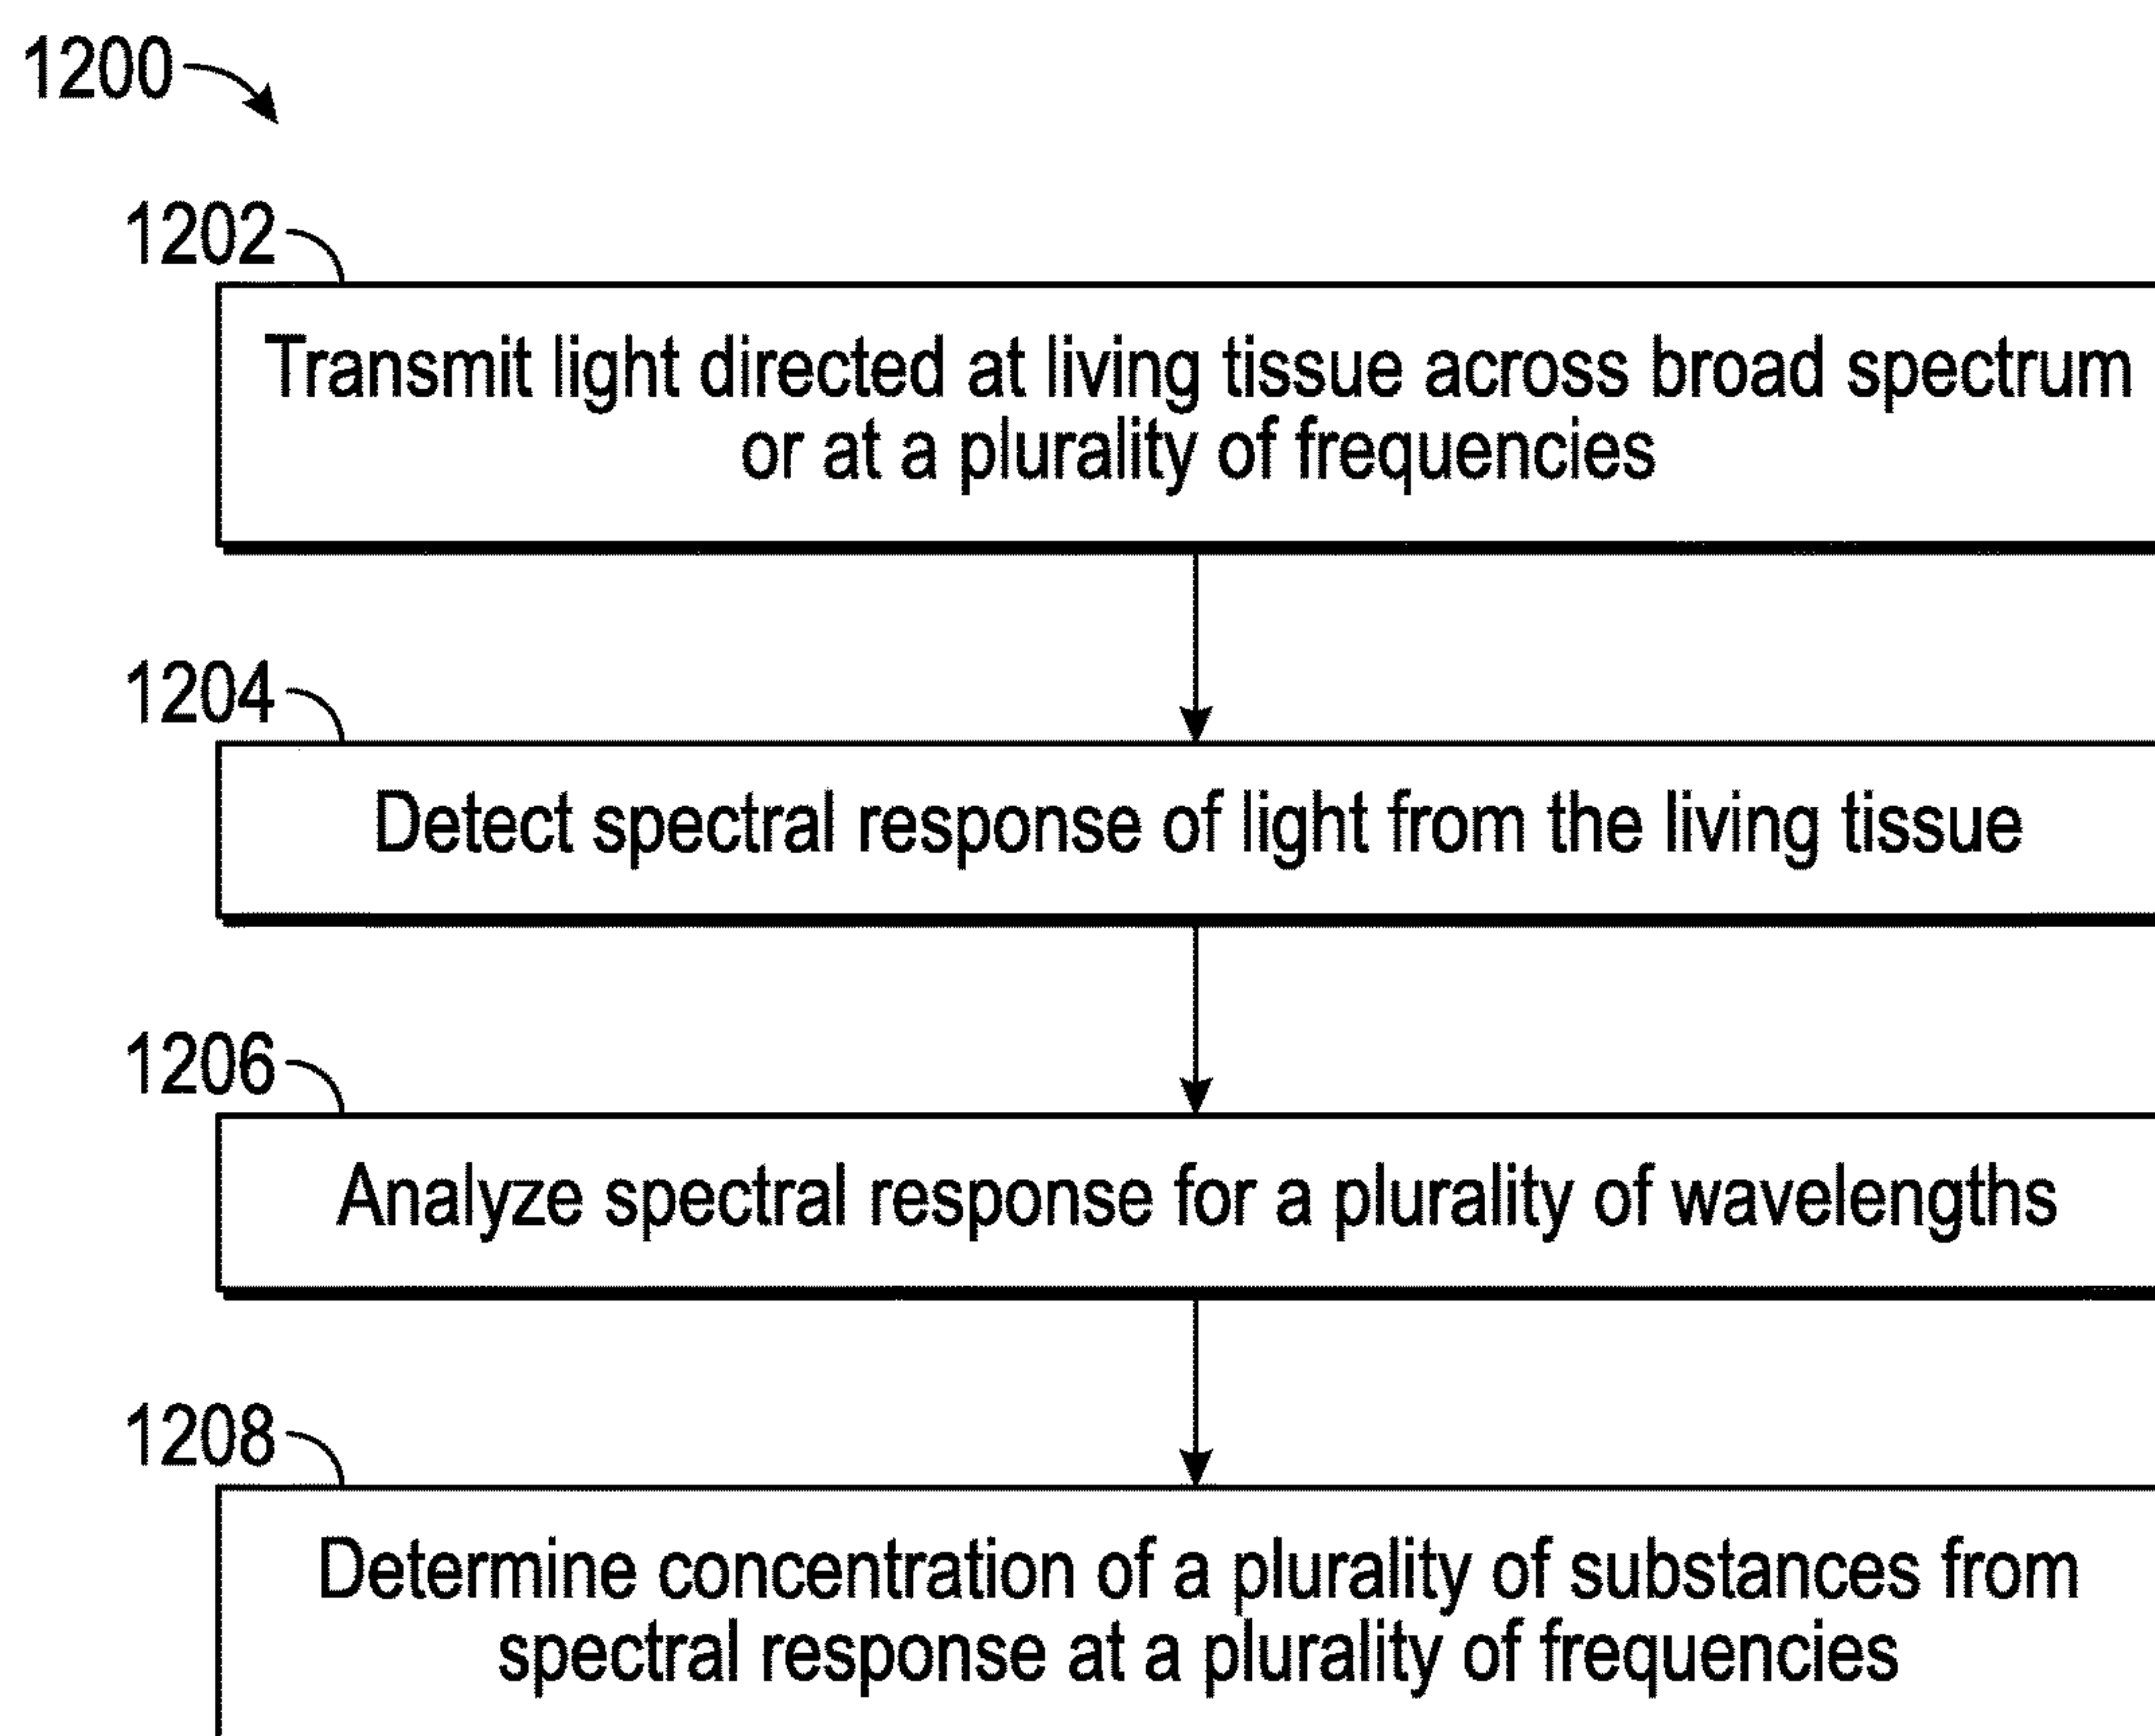 1200
1202
Transmit light directed at living tissue across broad spectrum
or at a plurality of frequencies
1204
Detect spectral response of light from the living tissue
1206
Analyze spectral response for a plurality of wavelengths
1208
Determine concentration of a plurality of substances from
spectral response at a plurality of frequencies